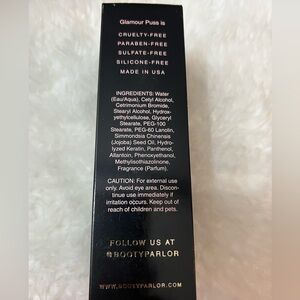 Glamour Puss is
CRUELTY-FREE
PARABEN-FREE
SULFATE-FREE
SILICONE-FREE
MADE IN USA
INGREDIENTS: Water
(Eau/Aqua), Cetyl Alcohol,
Cetrimonium Bromide,
Stearyl Alcohol, Hydrox-
yethylcellulose, Glyceryl
Stearate, PEG-100
Stearate, PEG-60 Lanolin,
Simmondsia Chinensis
(Jojoba) Seed Oil, Hydro-
lyzed Keratin, Panthenol,
Allantoin, Phenoxyethanol,
Methylisothiazolinone,
Fragrance (Parfum).
CAUTION: For external use
only. Avoid eye area. Discon-
tinue use immediately if
irritation occurs. Keep out of
reach of children and pets.
FOLLOW US AT
@BOOTYPARLOR
WWW.BOOTYPARLOR.COM